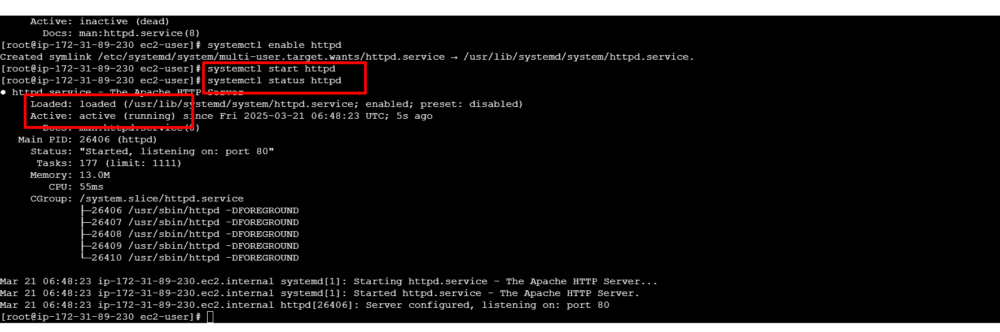 Active: inactive (dead)
Docs: man:httpd.service(8)
[root@ip-172-31-89-230 ec2-user]# systemctl enable httpd
Created symlink /etc/systemd/system/multi-user.target.wants/httpd.service → /usr/lib/systemd/system/httpd.service.
[root@ip-172-31-89-230 ec2-user]# systemctl start httpd
[root@ip-172-31-89-230 ec2-user]# systemctl status httpd
● httpd.service - The Apache HTTP Server
Loaded: loaded (/usr/lib/systemd/system/httpd.service; enabled; preset: disabled)
Active: active (running) since Fri 2025-03-21 06:48:23 UTC; 5s ago
Docs: man:httpd.service(8)
Main PID: 26406 (httpd)
Status: "Started, listening on: port 80"
Tasks: 177 (limit: 1111)
Memory: 13.0M
CPU: 55ms
CGroup: /system.slice/httpd.service
├─26406 /usr/sbin/httpd -DFOREGROUND
├─26407 /usr/sbin/httpd -DFOREGROUND
├─26408 /usr/sbin/httpd -DFOREGROUND
├─26409 /usr/sbin/httpd -DFOREGROUND
└─26410 /usr/sbin/httpd -DFOREGROUND
Mar 21 06:48:23 ip-172-31-89-230.ec2.internal systemd[1]: Starting httpd.service - The Apache HTTP Server...
Mar 21 06:48:23 ip-172-31-89-230.ec2.internal systemd[1]: Started httpd.service - The Apache HTTP Server.
Mar 21 06:48:23 ip-172-31-89-230.ec2.internal httpd[26406]: Server configured, listening on: port 80
[root@ip-172-31-89-230 ec2-user]#